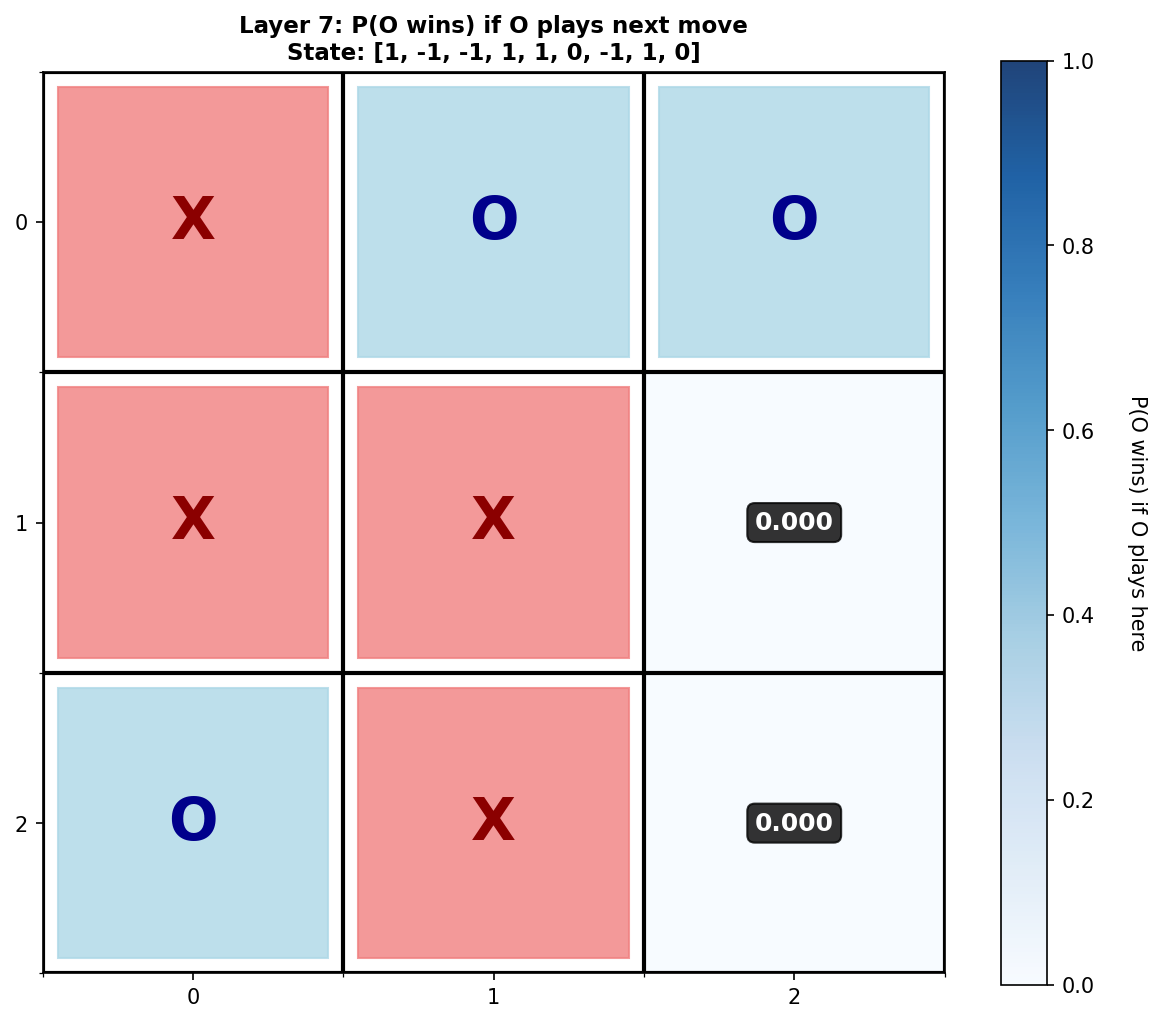 Layer 7: P(O wins) if O plays next move
State: [1, -1, -1, 1, 1, 0, -1, 1, 0]
0
X
O
O
1
X
X
0.000
2
O
X
0.000
0
1
2
1.0
0.8
0.6
0.4
0.2
0.0
P(O wins) if O plays here